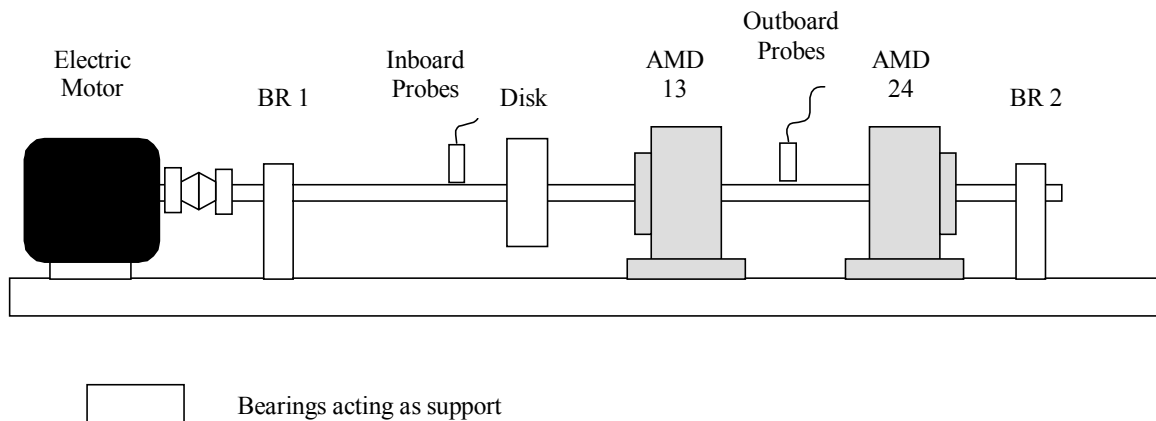 Electric
Motor
BR 1
Inboard
Probes
Disk
AMD
13
Outboard
Probes
AMD
24
BR 2
Bearings acting as support